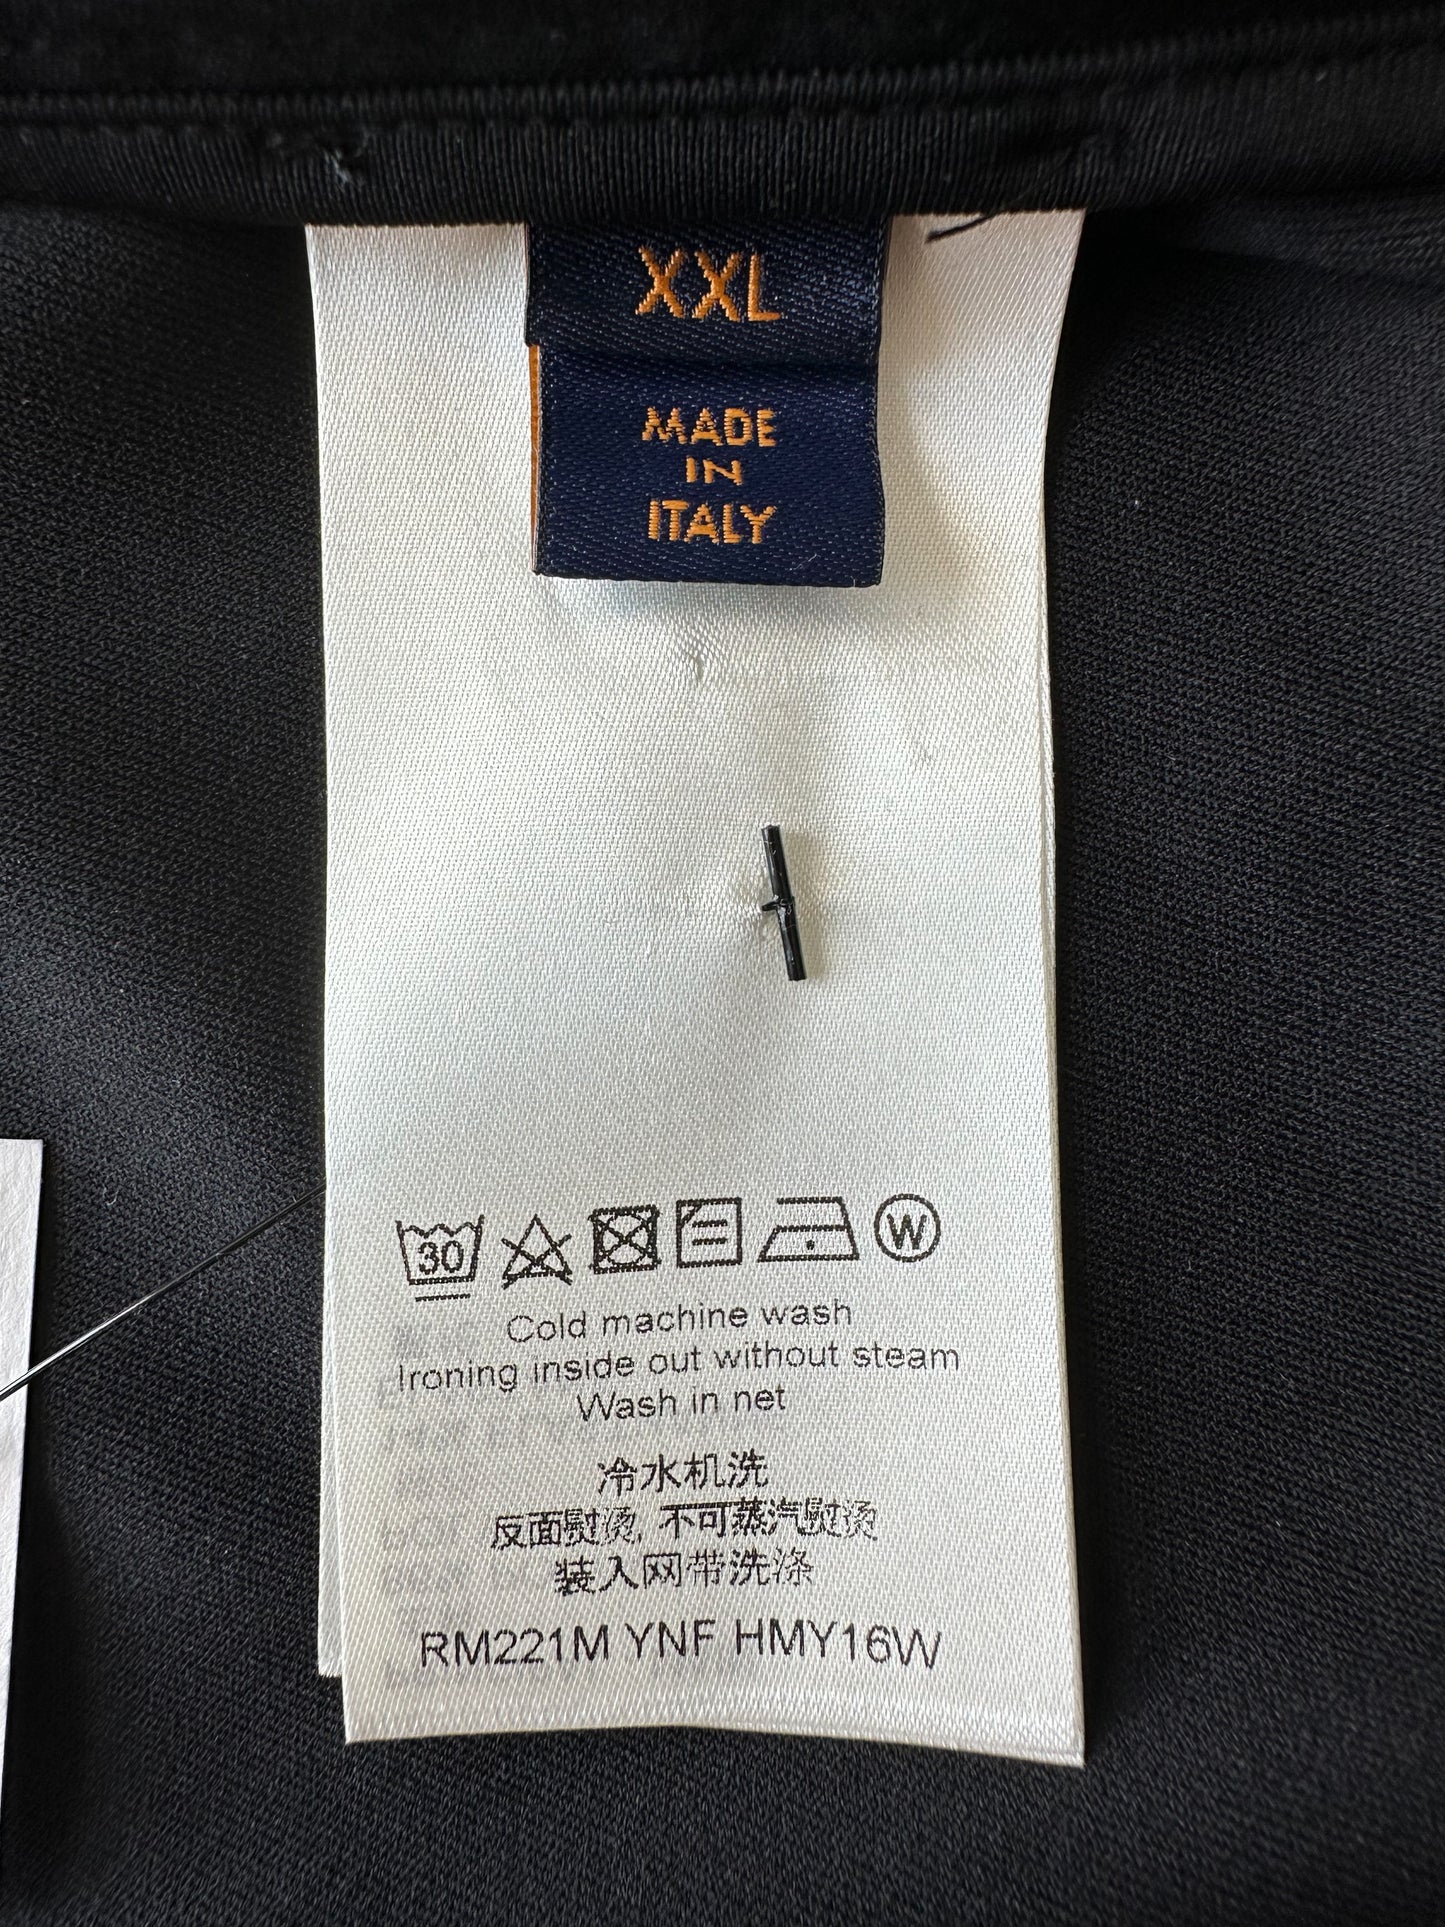 XXL
MADE
IN
ITALY
30
W
Cold machine wash
Ironing inside out without steam
Wash in net
冷水机洗
反面熨烫, 不可蒸汽熨烫
装入网带洗涤
RM221M YNF HMY16W